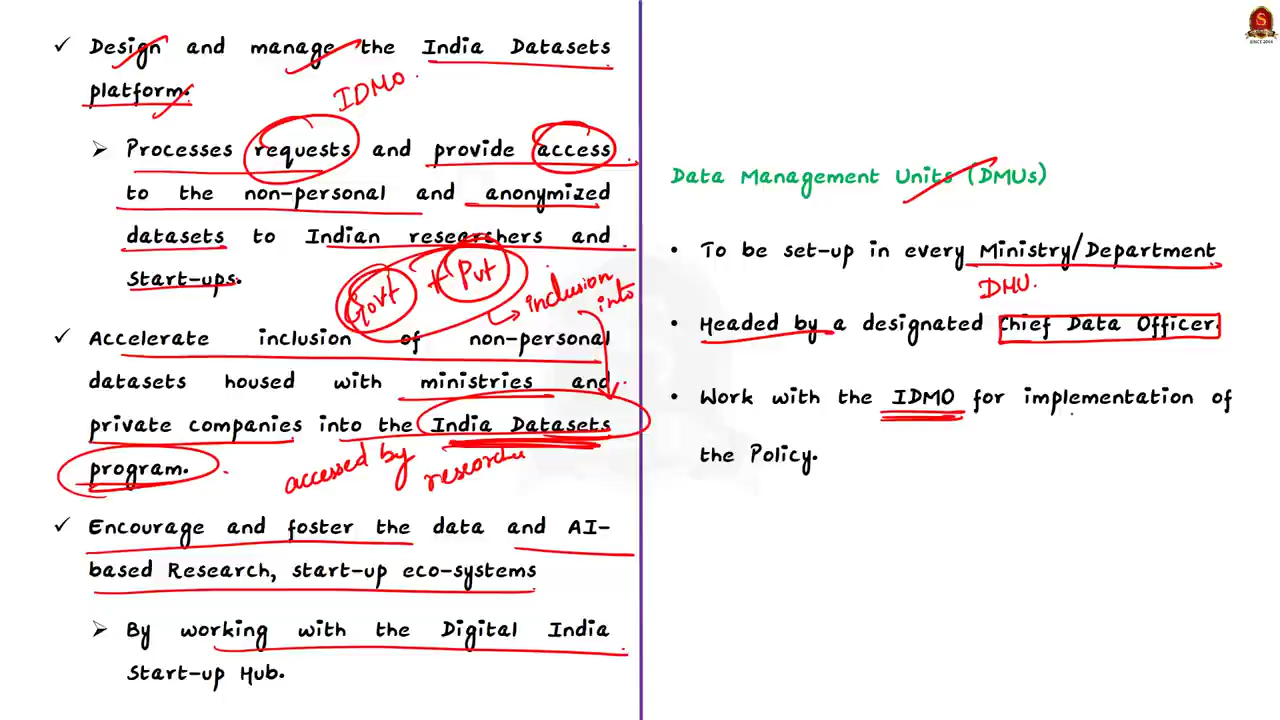 ✓ Design and manage the India Datasets
platform.
IDMO
➢ Processes requests and provide access
to the non-personal and anonymized
datasets to Indian researchers and
start-ups.
Govt + Pvt
inclusion
into
✓ Accelerate inclusion of non-personal
datasets housed with ministries and
private companies into the India Datasets
program.
accessed by
✓ Encourage and foster the data and AI-
based Research, start-up eco-systems
➢ By working with the Digital India
Start-up Hub.
Data Management Units (DMUs)
• To be set-up in every Ministry/Department
DMU.
• Headed by a designated Chief Data Officer.
• Work with the IDMO for implementation of
the Policy.
S
SINCE 2004